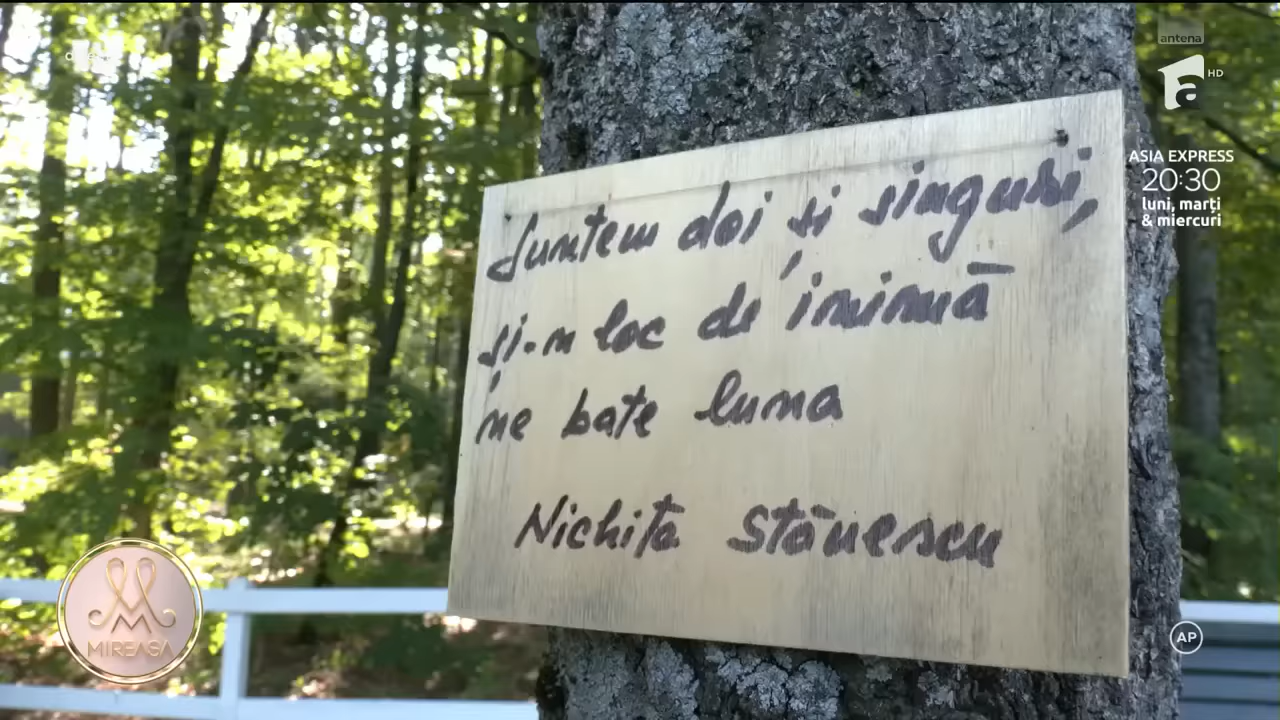 antena
a HD
ASIA EXPRESS
20:30
luni, marți
& miercuri
Suntem doi și singuri,
și-n loc de inimă
ne bate luna
Nichita Stănescu
MIREASA
AP